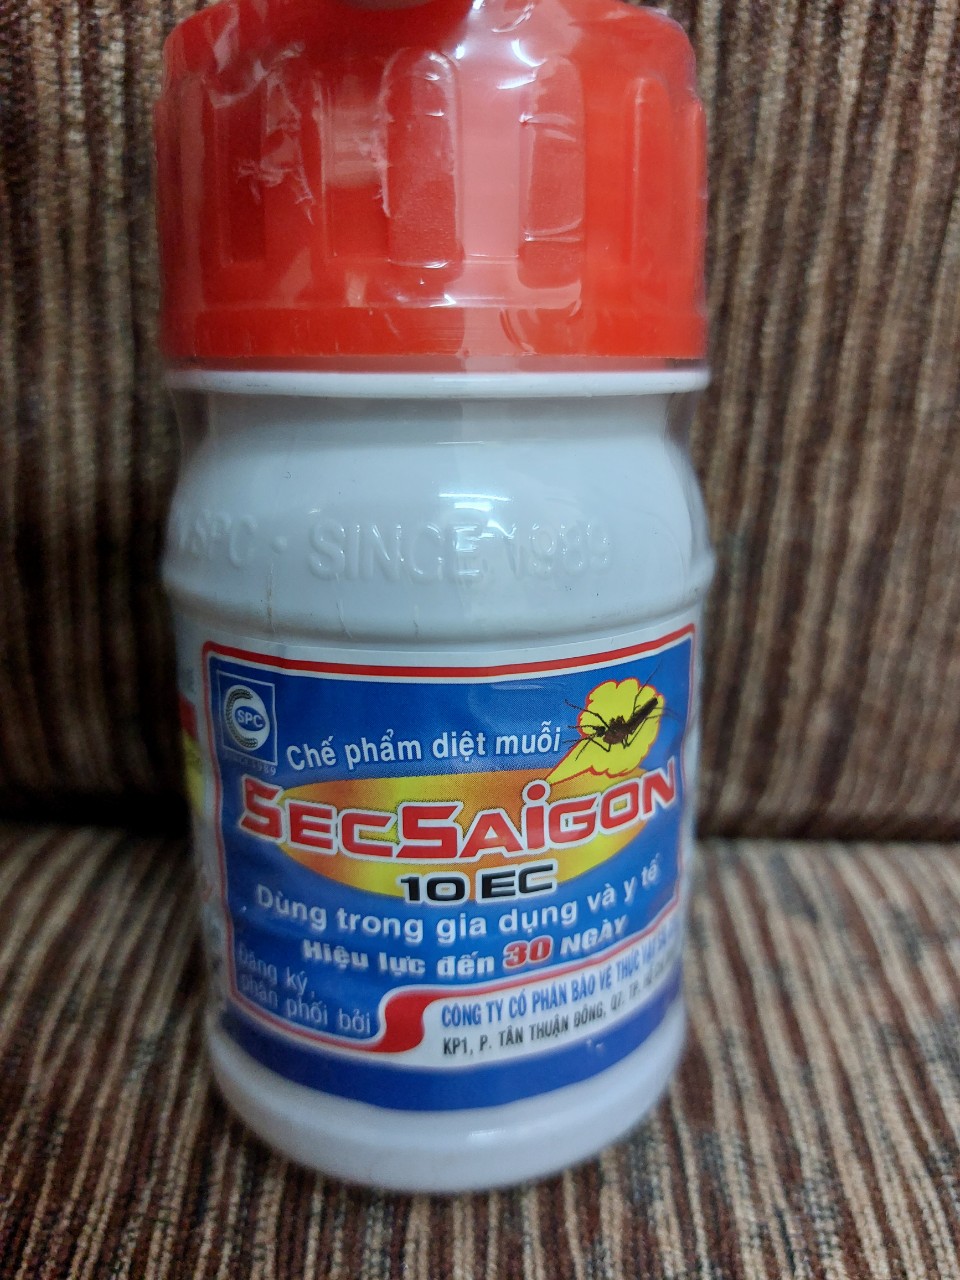 SPC · SINCE 1989
SPC
SINCE 1989
Chế phẩm diệt muỗi
SECSAiGON
10 EC
Dùng trong gia dụng và y tế
Hiệu lực đến 30 NGÀY
Đăng ký,
phân phối bởi
CÔNG TY CỔ PHẦN BẢO VỆ THỰC VẬT
KP1, P. TÂN THUẬN ĐÔNG, Q7, TP.